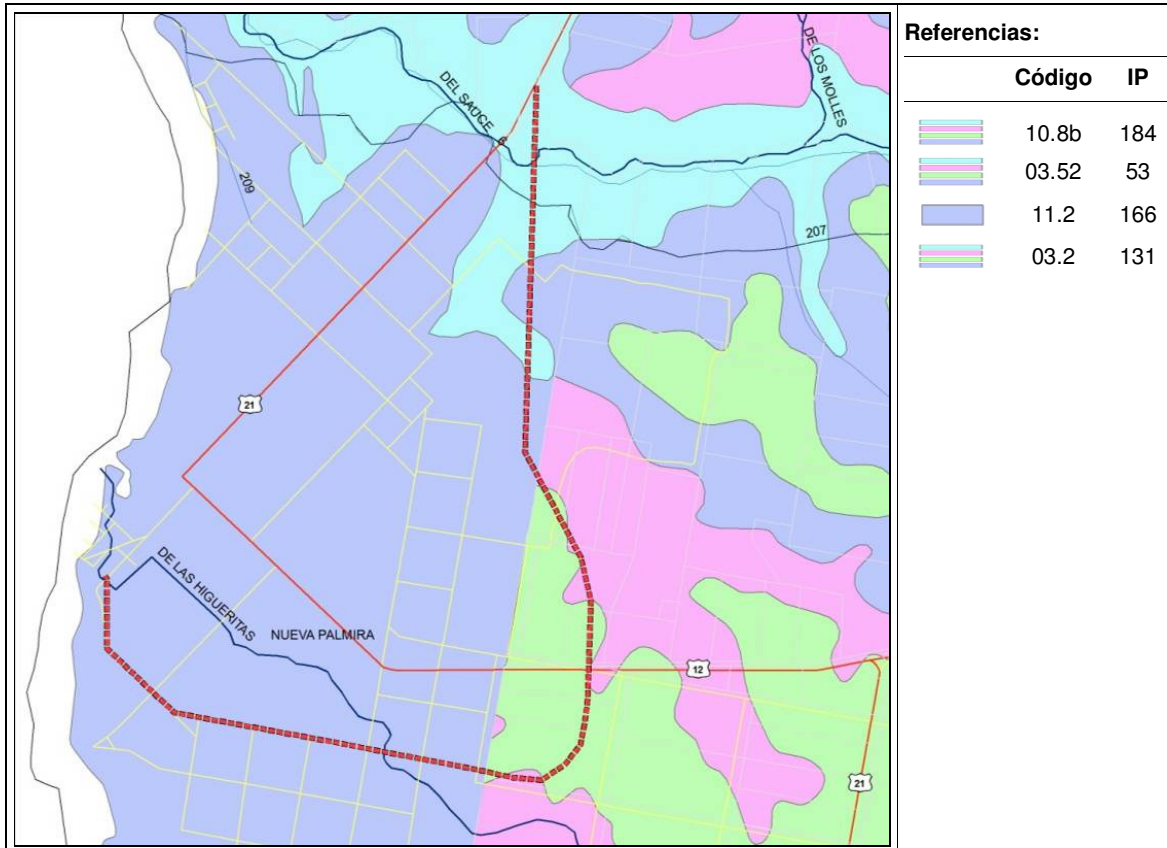 DEL SAUCE
DE LOS MOLLES
209
207
21
DE LAS HIGUERITAS
NUEVA PALMIRA
12
21
Referencias:
Código IP
10.8b 184
03.52 53
11.2 166
03.2 131